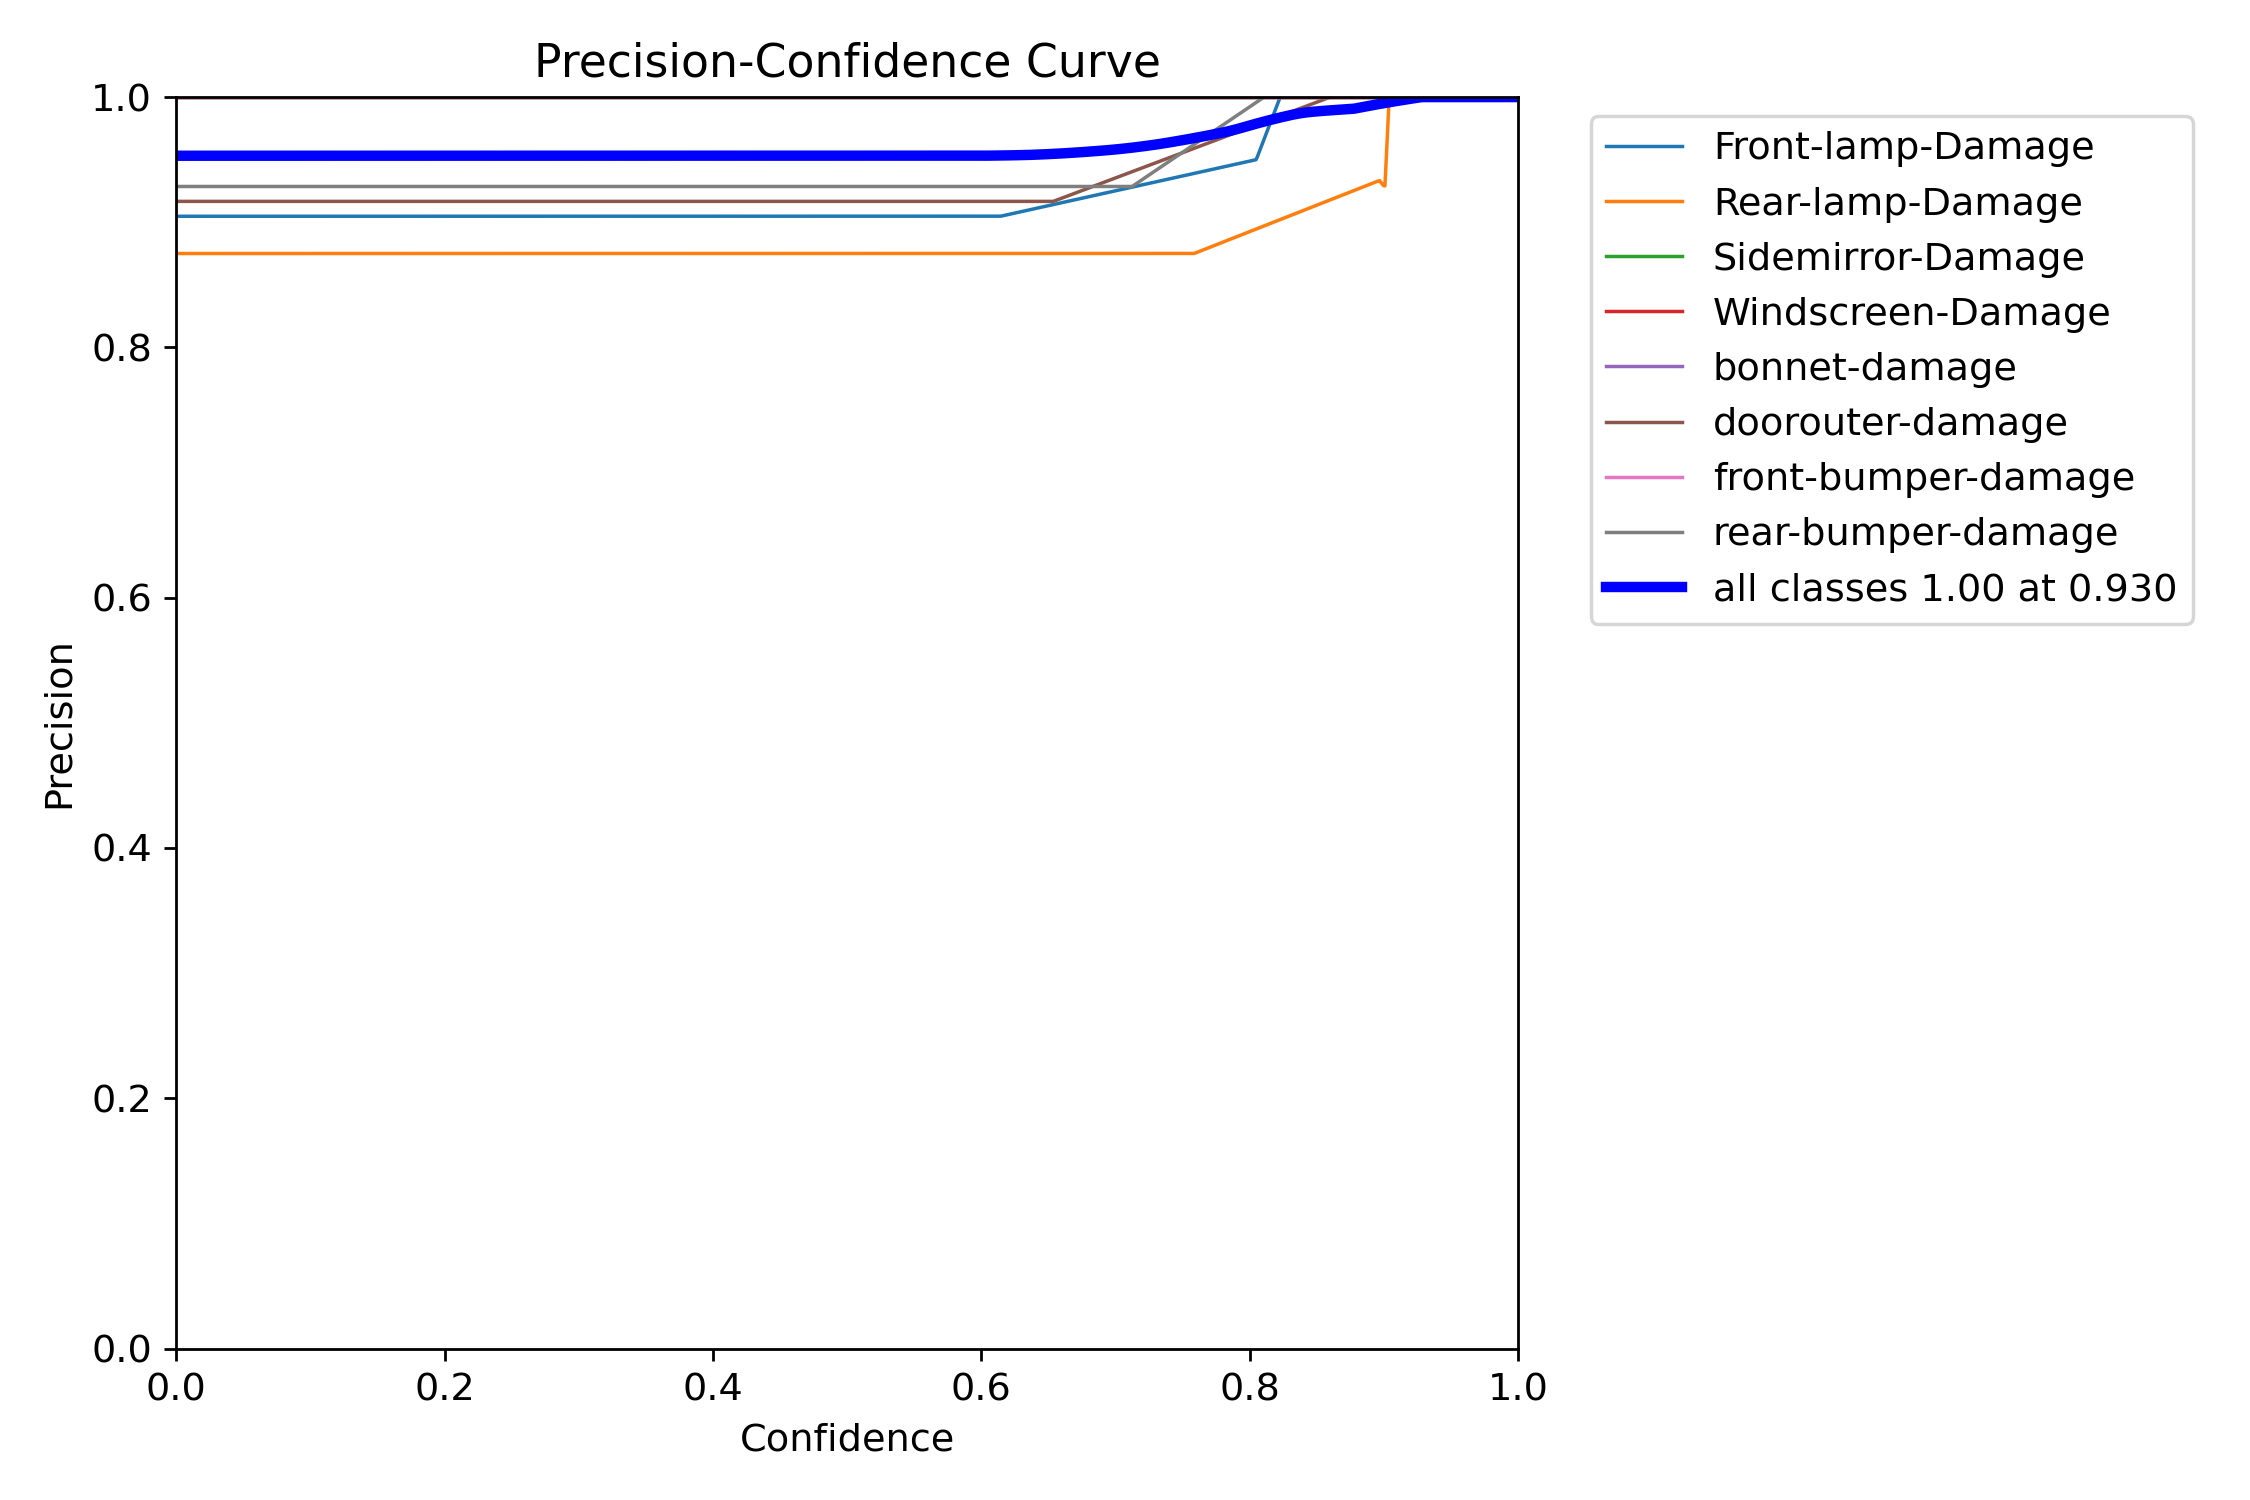 Precision-Confidence Curve
1.0
0.8
0.6
0.4
0.2
0.0
Precision
0.0 0.2 0.4 0.6 0.8 1.0
Confidence
Front-lamp-Damage
Rear-lamp-Damage
Sidemirror-Damage
Windscreen-Damage
bonnet-damage
doorouter-damage
front-bumper-damage
rear-bumper-damage
all classes 1.00 at 0.930